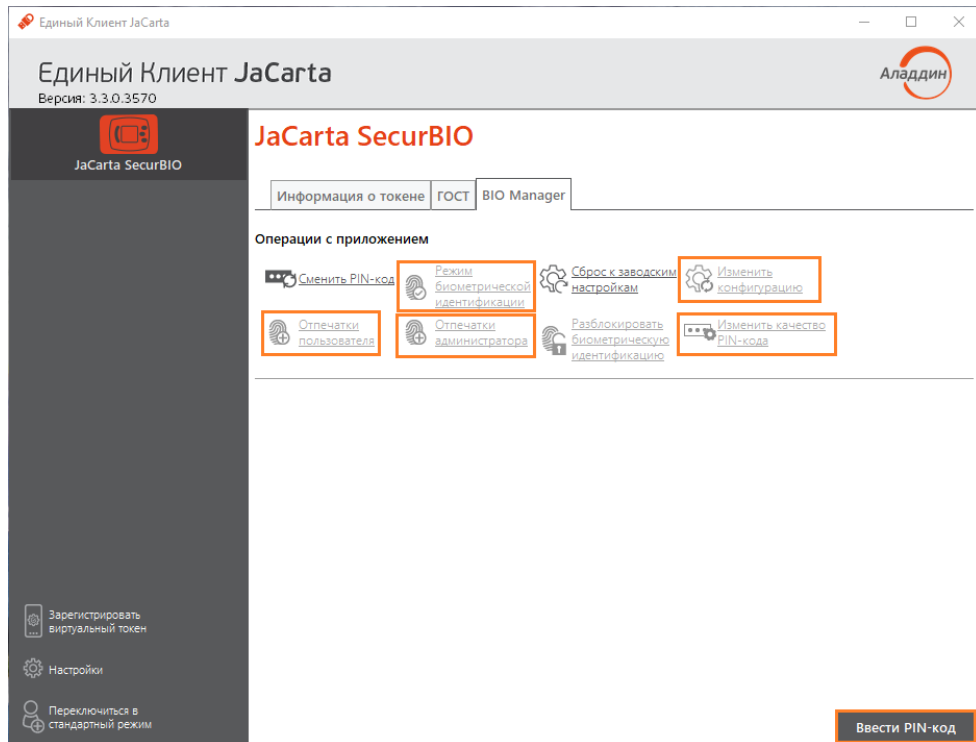 Единый Клиент JaCarta
Единый Клиент JaCarta
Версия: 3.3.0.3570
Аладдин
JaCarta SecurBIO
JaCarta SecurBIO
Информация о токене
ГОСТ
BIO Manager
Операции с приложением
Сменить PIN-код
Режим
биометрической
идентификации
Сброс к заводским
настройкам
Изменить
конфигурацию
Отпечатки
пользователя
Отпечатки
администратора
Разблокировать
биометрическую
идентификацию
Изменить качество
PIN-кода
Зарегистрировать
виртуальный токен
Настройки
Переключиться в
стандартный режим
Ввести PIN-код